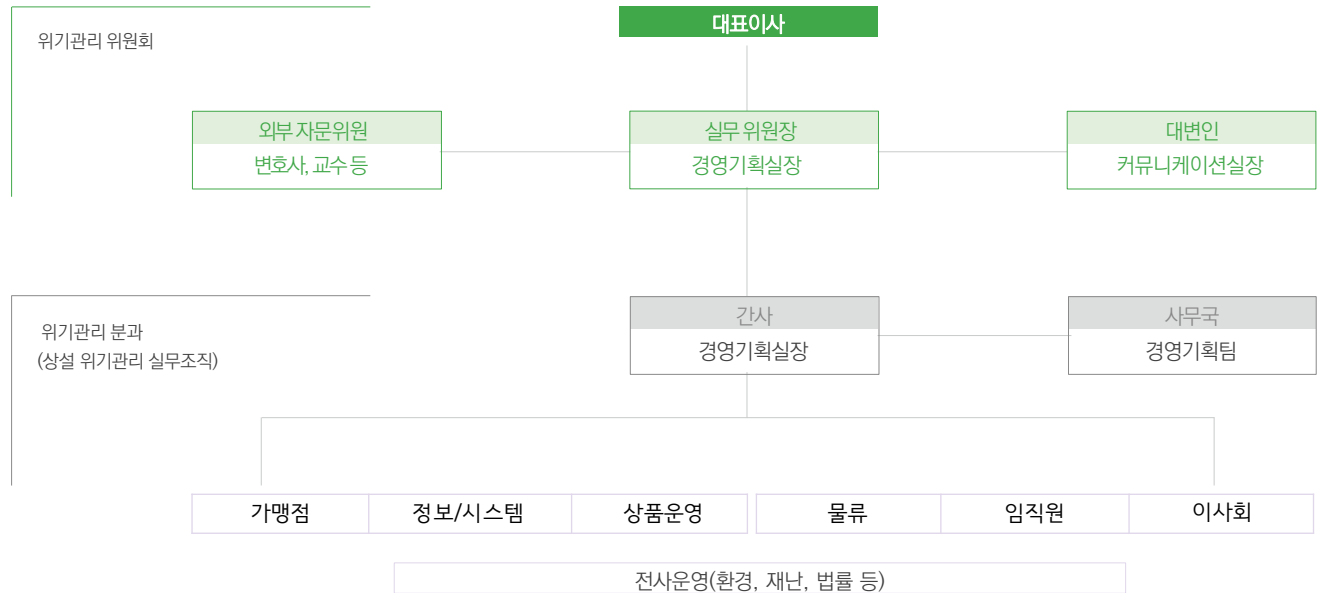 위기관리 위원회
대표이사
외부 자문위원
변호사, 교수 등
실무 위원장
경영기획실장
대변인
커뮤니케이션실장
위기관리 분과
(상설 위기관리 실무조직)
간사
경영기획실장
사무국
경영기획팀
가맹점
정보/시스템
상품운영
물류
임직원
이사회
전사운영(환경, 재난, 법률 등)